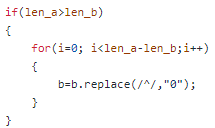 if(len_a>len_b)
{
for(i=0; i<len_a-len_b;i++)
{
b=b.replace(/^/,"0");
}
}